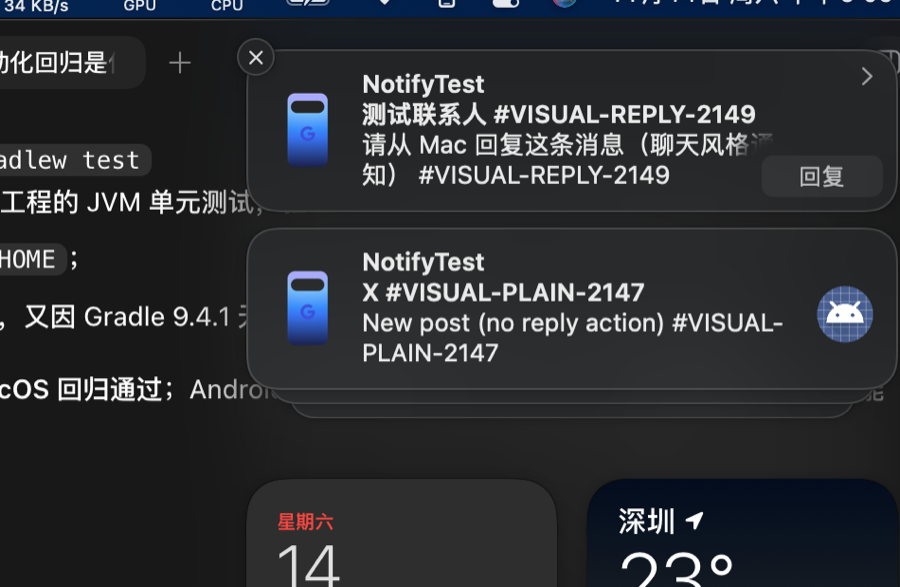 34 KB/s
GPU
CPU
动化回归是
NotifyTest
测试联系人 #VISUAL-REPLY-2149
请从 Mac 回复这条消息（聊天风格通
知） #VISUAL-REPLY-2149
回复
adlew test
工程的 JVM 单元测试，
NotifyTest
X #VISUAL-PLAIN-2147
New post (no reply action) #VISUAL-
PLAIN-2147
HOME ；
，又因 Gradle 9.4.1
cOS 回归通过；Androi
能
星期六
14
深圳
23°